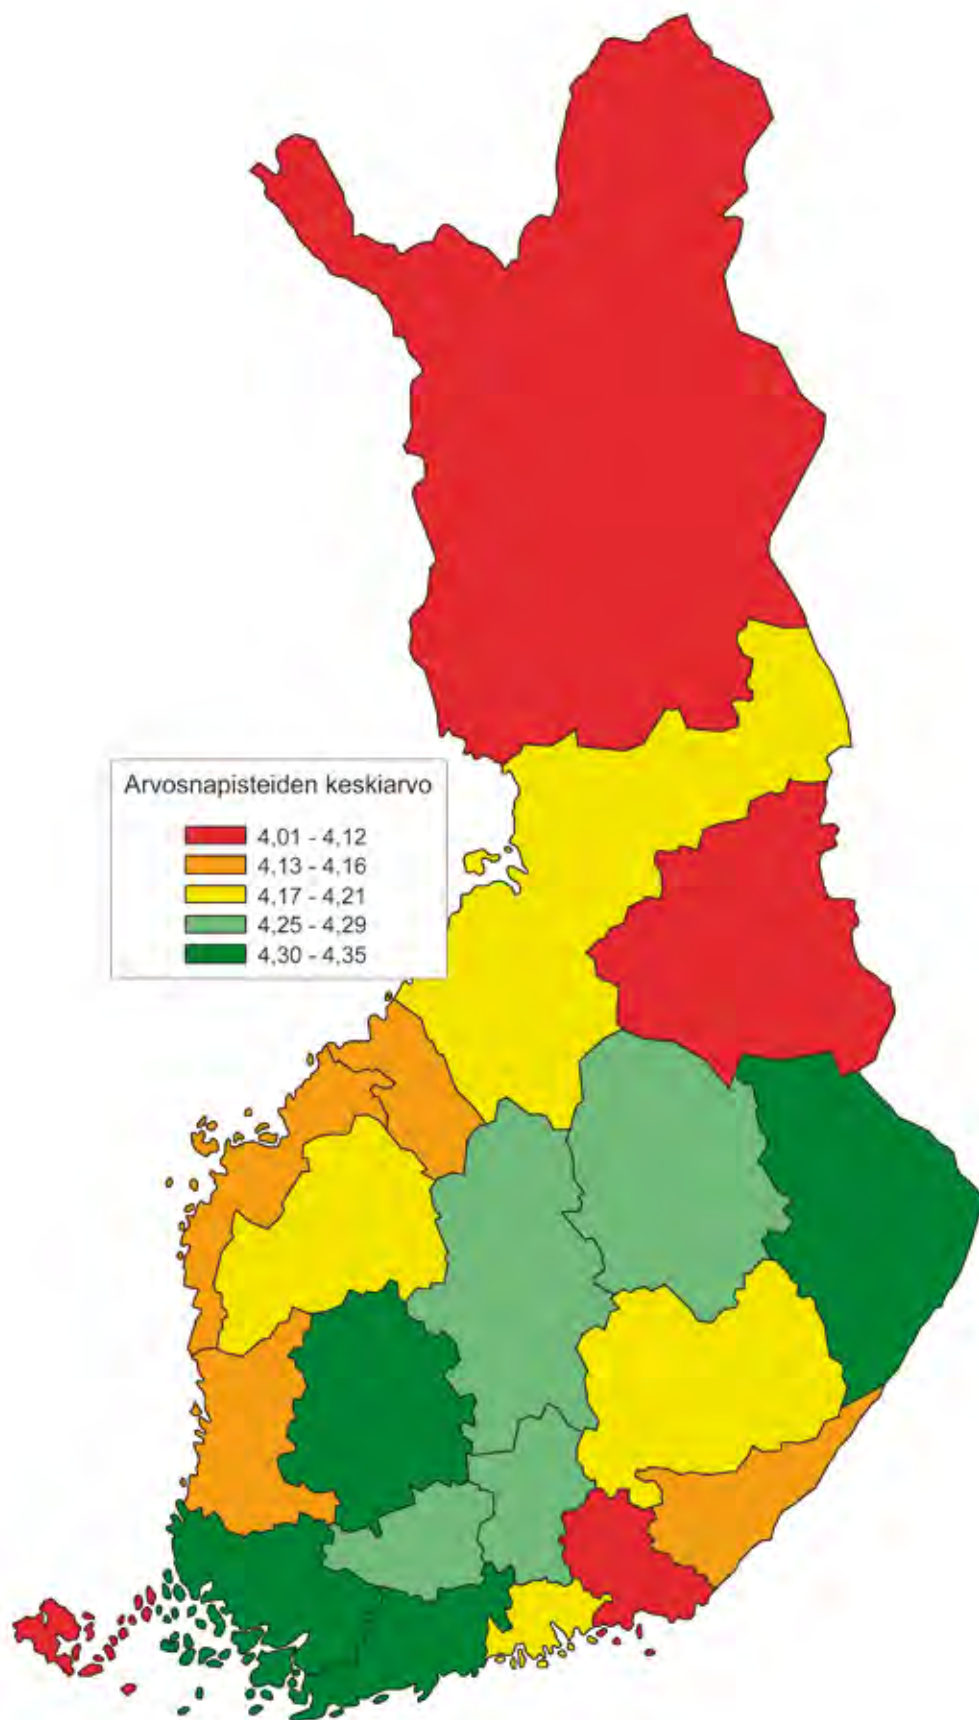 Arvosnapisteiden keskiarvo
4,01 - 4,12
4,13 - 4,16
4,17 - 4,21
4,25 - 4,29
4,30 - 4,35